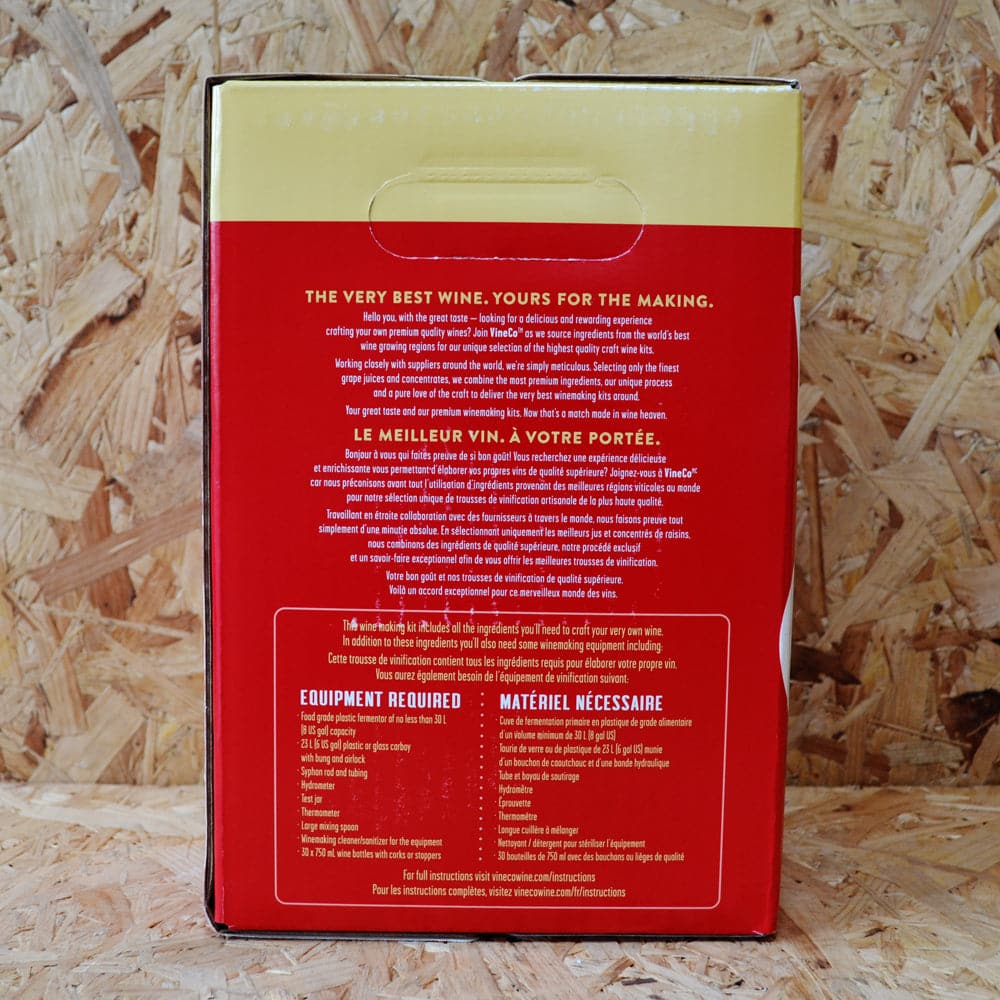 THE VERY BEST WINE. YOURS FOR THE MAKING.
Hello you, with the great taste – looking for a delicious and rewarding experience
crafting your own premium quality wines? Join VineCo™ as we source ingredients from the world's best
wine growing regions for our unique selection of the highest quality craft wine kits.
Working closely with suppliers around the world, we're simply meticulous. Selecting only the finest
grape juices and concentrates, we combine the most premium ingredients, our unique process
and a pure love of the craft to deliver the very best winemaking kits around.
Your great taste and our premium winemaking kits. Now that's a match made in wine heaven.
LE MEILLEUR VIN. À VOTRE PORTÉE.
Bonjour à vous qui faites preuve de si bon goût! Vous recherchez une expérience délicieuse
et enrichissante vous permettant d'élaborer vos propres vins de qualité supérieure? Joignez-vous à VineCo MC
car nous préconisons avant tout l'utilisation d'ingrédients provenant des meilleures régions viticoles au monde
pour notre sélection unique de trousses de vinification artisanale de la plus haute qualité.
Travaillant en étroite collaboration avec des fournisseurs à travers le monde, nous faisons preuve tout
simplement d'une minutie absolue. En sélectionnant uniquement les meilleurs jus et concentrés de raisins,
nous combinons des ingrédients de qualité supérieure, notre procédé exclusif
et un savoir-faire exceptionnel afin de vous offrir les meilleures trousses de vinification.
Votre bon goût et nos trousses de vinification de qualité supérieure.
Voilà un accord exceptionnel pour ce merveilleux monde des vins.
This wine making kit includes all the ingredients you'll need to craft your very own wine.
In addition to these ingredients you'll also need some winemaking equipment including:
Cette trousse de vinification contient tous les ingrédients requis pour élaborer votre propre vin.
Vous aurez également besoin de l'équipement de vinification suivant:
EQUIPMENT REQUIRED
· Food grade plastic fermentor of no less than 30 L
(8 US gal) capacity
· 23 L (6 US gal) plastic or glass carboy
with bung and airlock
· Syphon rod and tubing
· Hydrometer
· Test jar
· Thermometer
· Large mixing spoon
· Winemaking cleaner/sanitizer for the equipment
· 30 x 750 mL wine bottles with corks or stoppers
MATÉRIEL NÉCESSAIRE
· Cuve de fermentation primaire en plastique de grade alimentaire
d'un volume minimum de 30 L (8 gal US)
· Tourie de verre ou de plastique de 23 L (6 gal US) munie
d'un bouchon de caoutchouc et d'une bonde hydraulique
· Tube et boyau de soutirage
· Hydromètre
· Éprouvette
· Thermomètre
· Longue cuillère à mélanger
· Nettoyant / détergent pour stériliser l'équipement
· 30 bouteilles de 750 ml avec des bouchons ou lièges de qualité
For full instructions visit vinecowine.com/instructions
Pour les instructions complètes, visitez vinecowine.com/fr/instructions